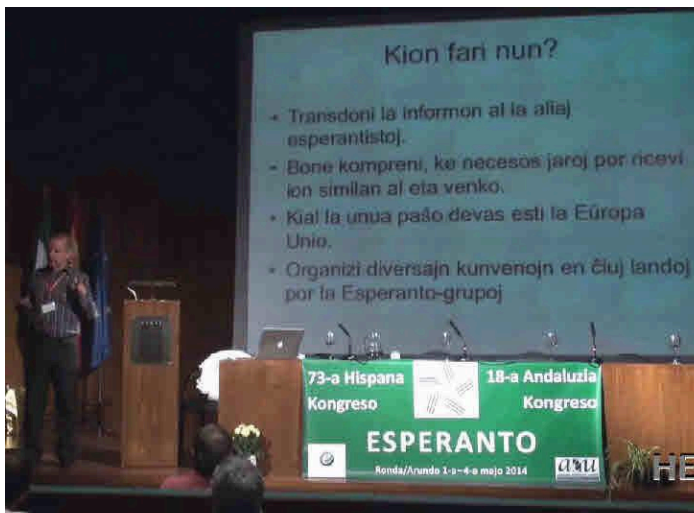 Kion fari nun?
Transdoni la informon al la aliaj
esperantistoj.
Bone kompreni, ke necesos jaroj por ricevi
ion similan al eta venko.
Kial la unua paŝo devas esti la Eŭropa
Unio.
Organizi diversajn kunvenojn en ĉiuj landoj
por la Esperanto-grupoj
73-a Hispana
Kongreso
18-a Andaluzia
Kongreso
ESPERANTO
Ronda/Arundo 1-a–4-a majo 2014
HE